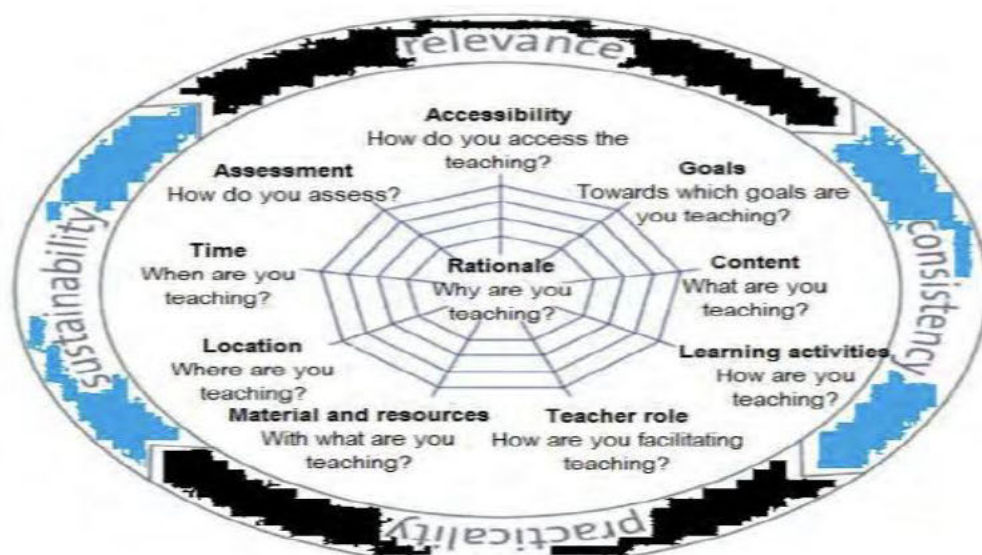 relevance
Accessibility
How do you access the
teaching?
Assessment
How do you assess?
Goals
Towards which goals are
you teaching?
Time
When are you
teaching?
Rationale
Why are you
teaching?
Content
What are you
teaching?
sustainability
consistency
Location
Where are you
teaching?
Learning activities
How are you
teaching?
Material and resources
With what are you
teaching?
Teacher role
How are you facilitating
teaching?
practicality